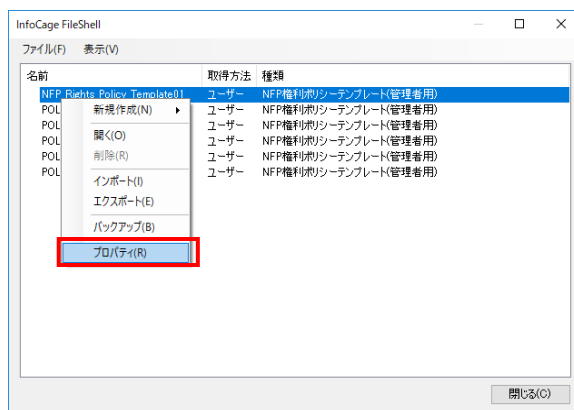 InfoCage FileShell
ファイル(F) 表示(V)
名前 取得方法 種類
NFP Rights Policy Template01 ユーザー NFP権利ポリシーテンプレート(管理者用)
POL ユーザー NFP権利ポリシーテンプレート(管理者用)
POL ユーザー NFP権利ポリシーテンプレート(管理者用)
POL ユーザー NFP権利ポリシーテンプレート(管理者用)
POL ユーザー NFP権利ポリシーテンプレート(管理者用)
POL ユーザー NFP権利ポリシーテンプレート(管理者用)
新規作成(N)
開く(O)
削除(R)
インポート(I)
エクスポート(E)
バックアップ(B)
プロパティ(R)
閉じる(C)